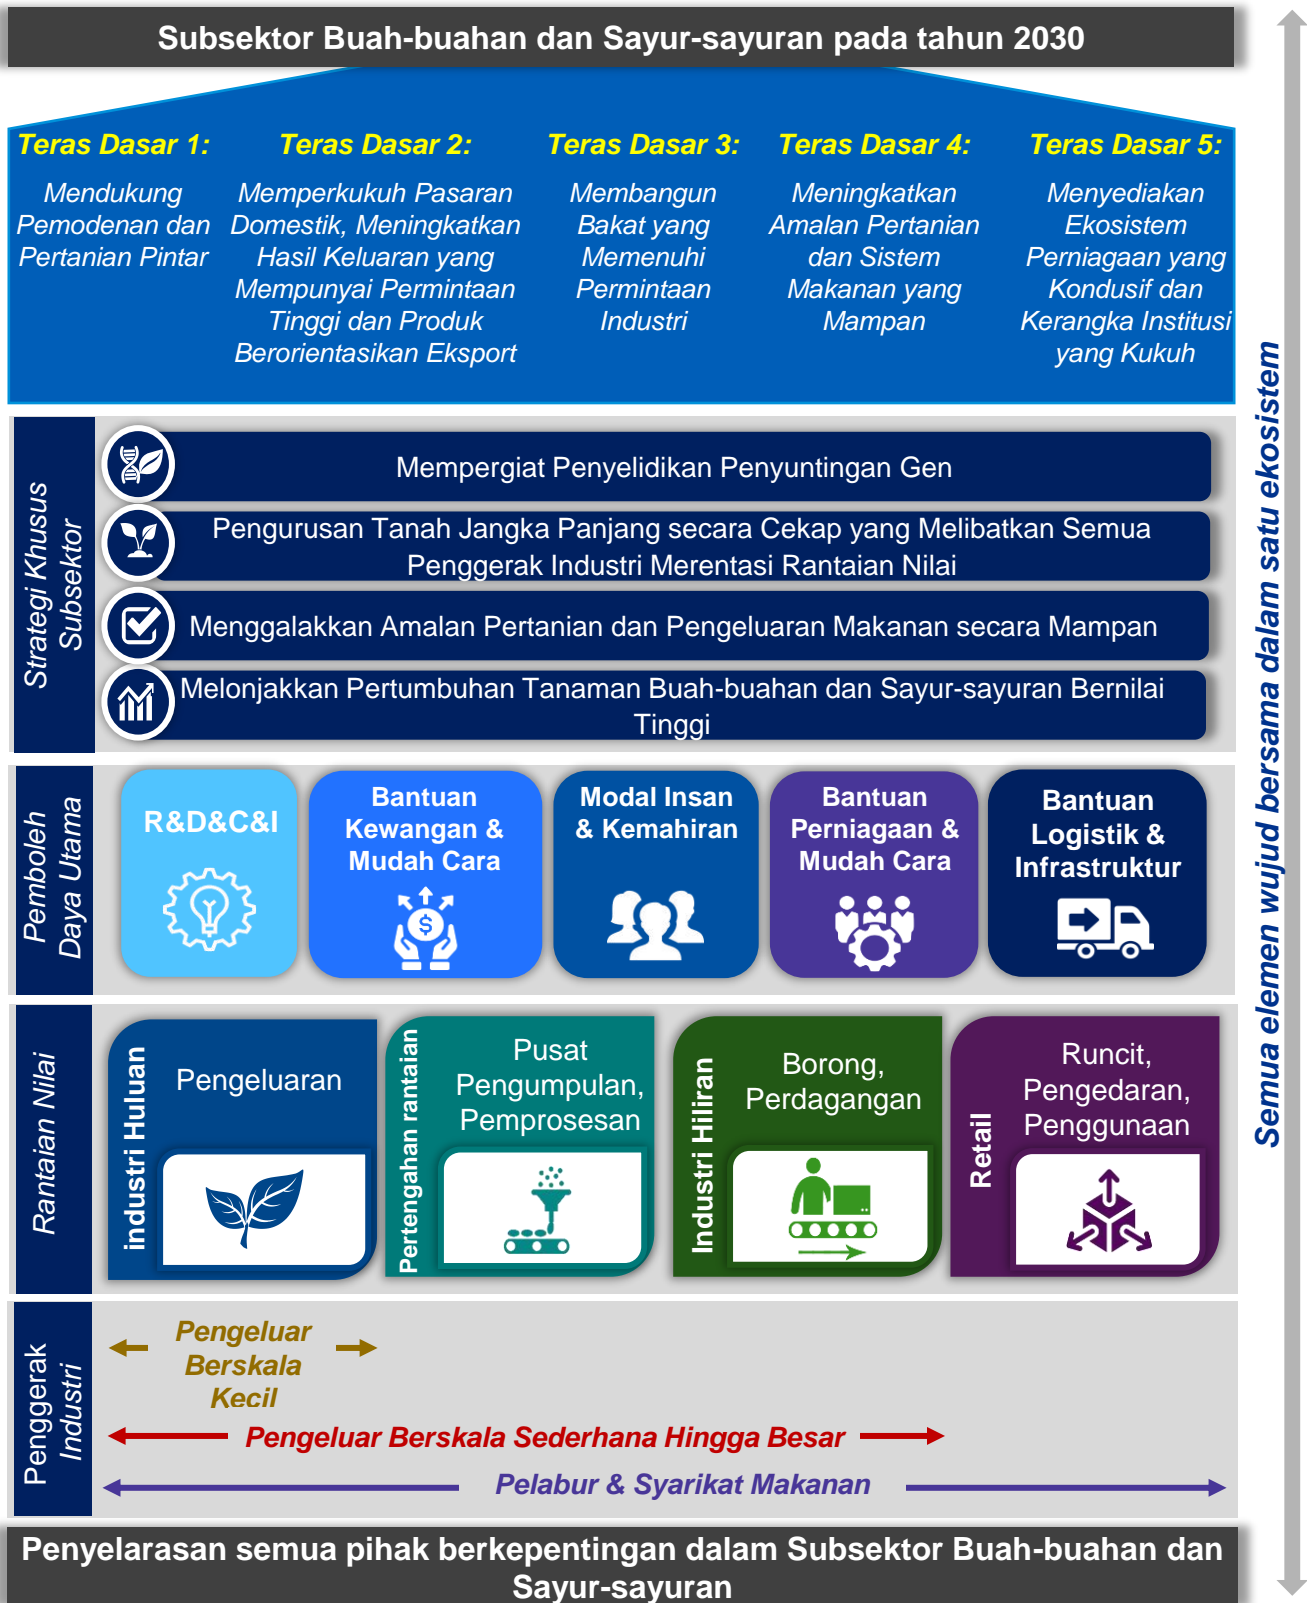 Subsektor Buah-buahan dan Sayur-sayuran pada tahun 2030
Teras Dasar 1:
Mendukung
Pemodenan dan
Pertanian Pintar
Teras Dasar 2:
Memperkukuh Pasaran
Domestik, Meningkatkan
Hasil Keluaran yang
Mempunyai Permintaan
Tinggi dan Produk
Berorientasikan Eksport
Teras Dasar 3:
Membangun
Bakat yang
Memenuhi
Permintaan
Industri
Teras Dasar 4:
Meningkatkan
Amalan Pertanian
dan Sistem
Makanan yang
Mampan
Teras Dasar 5:
Menyediakan
Ekosistem
Perniagaan yang
Kondusif dan
Kerangka Institusi
yang Kukuh
Strategi Khusus
Subsektor
Mempergiat Penyelidikan Penyuntingan Gen
Pengurusan Tanah Jangka Panjang secara Cekap yang Melibatkan Semua
Penggerak Industri Merentasi Rantaian Nilai
Menggalakkan Amalan Pertanian dan Pengeluaran Makanan secara Mampan
Melonjakkan Pertumbuhan Tanaman Buah-buahan dan Sayur-sayuran Bernilai
Tinggi
Pemboleh
Daya Utama
R&D&C&I
Bantuan
Kewangan &
Mudah Cara
$
Modal Insan
& Kemahiran
Bantuan
Perniagaan &
Mudah Cara
Bantuan
Logistik &
Infrastruktur
Rantaian Nilai
industri Huluan
Pengeluaran
Pertengahan rantaian
Pusat
Pengumpulan,
Pemprosesan
Industri Hiliran
Borong,
Perdagangan
Retail
Runcit,
Pengedaran,
Penggunaan
Penggerak
Industri
Pengeluar
Berskala
Kecil
Pengeluar Berskala Sederhana Hingga Besar
Pelabur & Syarikat Makanan
Penyelarasan semua pihak berkepentingan dalam Subsektor Buah-buahan dan
Sayur-sayuran
Semua elemen wujud bersama dalam satu ekosistem